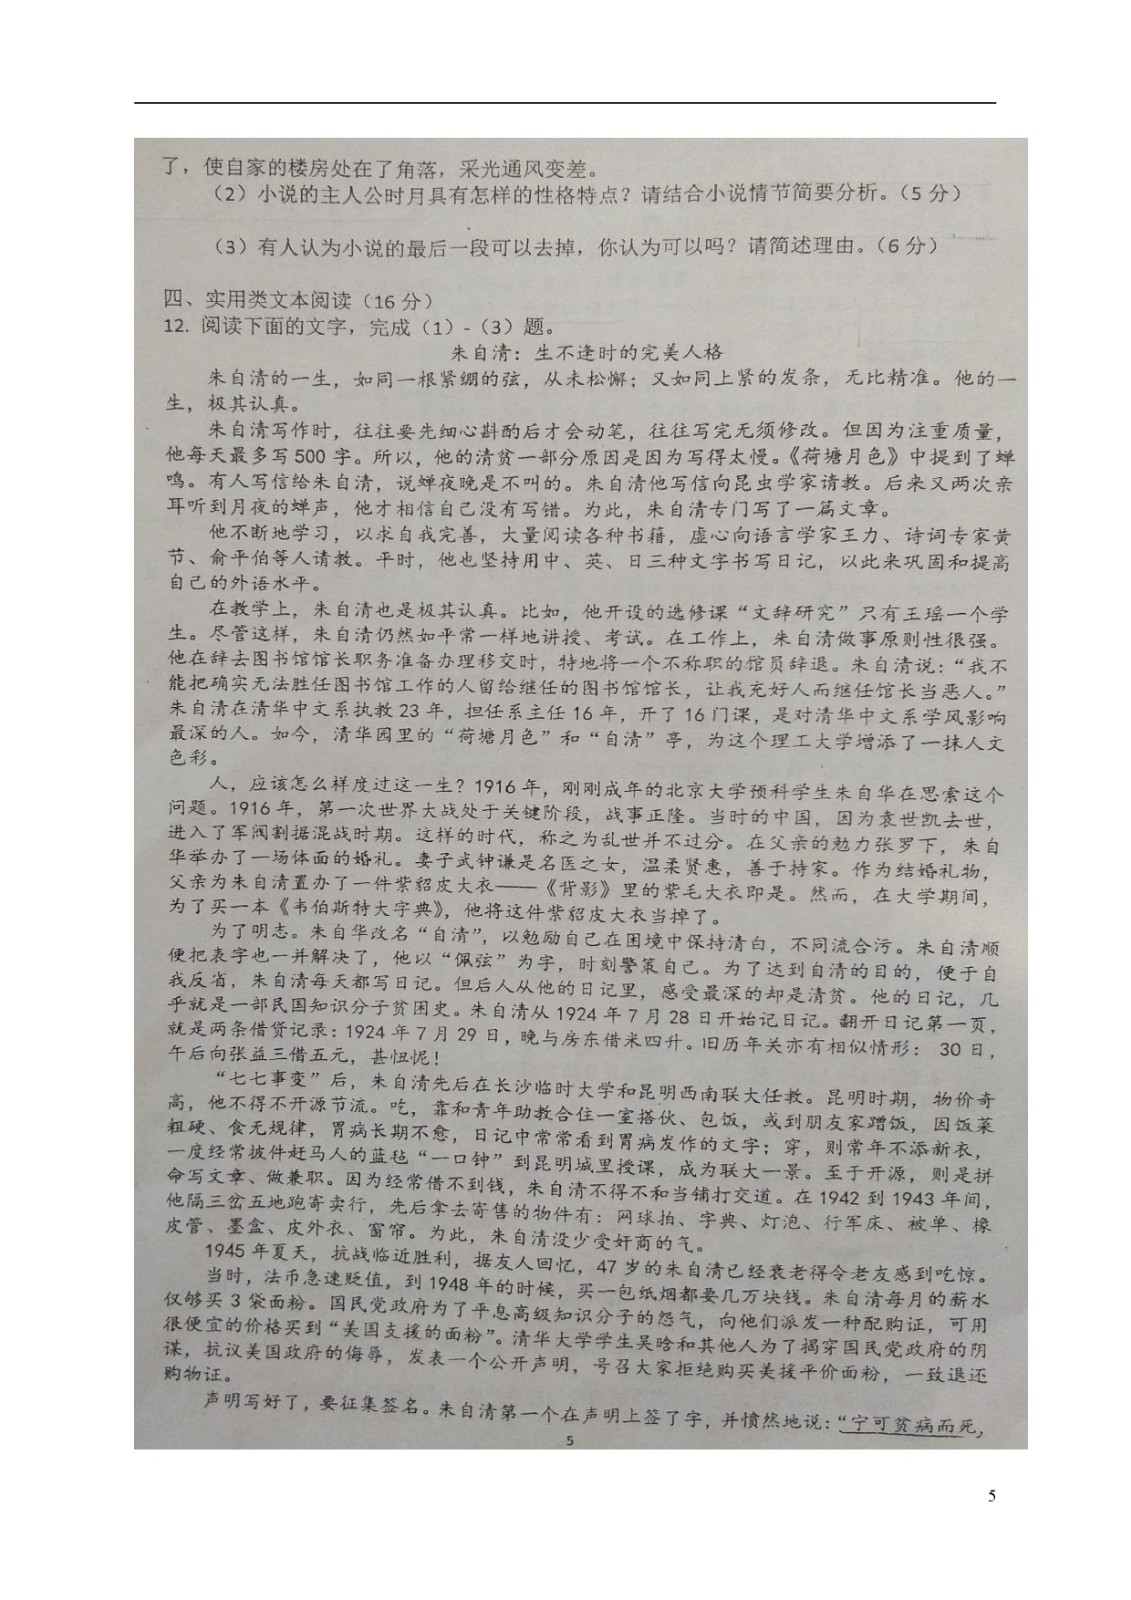 了，使自家的楼房处在了角落，采光通风变差。
（2）小说的主人公时月具有怎样的性格特点？请结合小说情节简要分析。（5 分）
（3）有人认为小说的最后一段可以去掉，你认为可以吗？请简述理由。（6 分）
四、实用类文本阅读（16 分）
12. 阅读下面的文字，完成（1）-（3）题。
朱自清：生不逢时的完美人格
朱自清的一生，如同一根紧绷的弦，从未松懈；又如同上紧的发条，无比精准。他的一
生，极其认真。
朱自清写作时，往往要先细心斟酌后才会动笔，往往写完无须修改。但因为注重质量，
他每天最多写 500 字。所以，他的清贫一部分原因是因为写得太慢。《荷塘月色》中提到了蝉
鸣。有人写信给朱自清，说蝉夜晚是不叫的。朱自清他写信向昆虫学家请教。后来又两次亲
耳听到月夜的蝉声，他才相信自己没有写错。为此，朱自清专门写了一篇文章。
他不断地学习，以求自我完善，大量阅读各种书籍，虚心向语言学家王力、诗词专家黄
节、俞平伯等人请教。平时，他也坚持用中、英、日三种文字书写日记，以此来巩固和提高
自己的外语水平。
在教学上，朱自清也是极其认真。比如，他开设的选修课“文辞研究”只有王瑶一个学
生。尽管这样，朱自清仍然如平常一样地讲授、考试。在工作上，朱自清做事原则性很强。
他在辞去图书馆馆长职务准备办理移交时，特地将一个不称职的馆员辞退。朱自清说：“我不
能把确实无法胜任图书馆工作的人留给继任的图书馆馆长，让我充好人而继任馆长当恶人。”
朱自清在清华中文系执教 23 年，担任系主任 16 年，开了 16 门课，是对清华中文系学风影响
最深的人。如今，清华园里的“荷塘月色”和“自清”亭，为这个理工大学增添了一抹人文
色彩。
人，应该怎么样度过这一生？1916 年，刚刚成年的北京大学预科学生朱自华在思索这个
问题。1916 年，第一次世界大战处于关键阶段，战事正隆。当时的中国，因为袁世凯去世，
进入了军阀割据混战时期。这样的时代，称之为乱世并不过分。在父亲的勉力张罗下，朱自
华举办了一场体面的婚礼。妻子武钟谦是名医之女，温柔贤惠，善于持家。作为结婚礼物，
父亲为朱自清置办了一件紫貂皮大衣——《背影》里的紫毛大衣即是。然而，在大学期间，
为了买一本《韦伯斯特大字典》，他将这件紫貂皮大衣当掉了。
为了明志。朱自华改名“自清”，以勉励自己在困境中保持清白，不同流合污。朱自清顺
便把表字也一并解决了，他以“佩弦”为字，时刻警策自己。为了达到自清的目的，便于自
我反省，朱自清每天都写日记。但后人从他的日记里，感受最深的却是清贫。他的日记，几
乎就是一部民国知识分子贫困史。朱自清从 1924 年 7 月 28 日开始记日记。翻开日记第一页，
就是两条借贷记录：1924 年 7 月 29 日，晚与房东借米四升。旧历年关亦有相似情形： 30 日，
午后向张益三借五元，甚忸怩！
“七七事变”后，朱自清先后在长沙临时大学和昆明西南联大任教。昆明时期，物价奇
高，他不得不开源节流。吃，靠和青年助教合住一室搭伙、包饭，或到朋友家蹭饭，因饭菜
粗硬、食无规律，胃病长期不愈，日记中常常看到胃病发作的文字；穿，则常年不添新衣，
一度经常披件赶马人的蓝毡“一口钟”到昆明城里授课，成为联大一景。至于开源，则是拼
命写文章、做兼职。因为经常借不到钱，朱自清不得不和当铺打交道。在 1942 到 1943 年间，
他隔三岔五地跑寄卖行，先后拿去寄售的物件有：网球拍、字典、灯泡、行军床、被单、橡
皮管、墨盒、皮外衣、窗帘。为此，朱自清没少受奸商的气。
1945 年夏天，抗战临近胜利，据友人回忆，47 岁的朱自清已经衰老得令老友感到吃惊。
当时，法币急速贬值，到 1948 年的时候，买一包纸烟都要几万块钱。朱自清每月的薪水
仅够买 3 袋面粉。国民党政府为了平息高级知识分子的怨气，向他们派发一种配购证，可用
很便宜的价格买到“美国支援的面粉”。清华大学学生吴晗和其他人为了揭穿国民党政府的阴
谋，抗议美国政府的侮辱，发表一个公开声明，号召大家拒绝购买美援平价面粉，一致退还
购物证。
声明写好了，要征集签名。朱自清第一个在声明上签了字，并愤然地说：“宁可贫病而死，
5
5